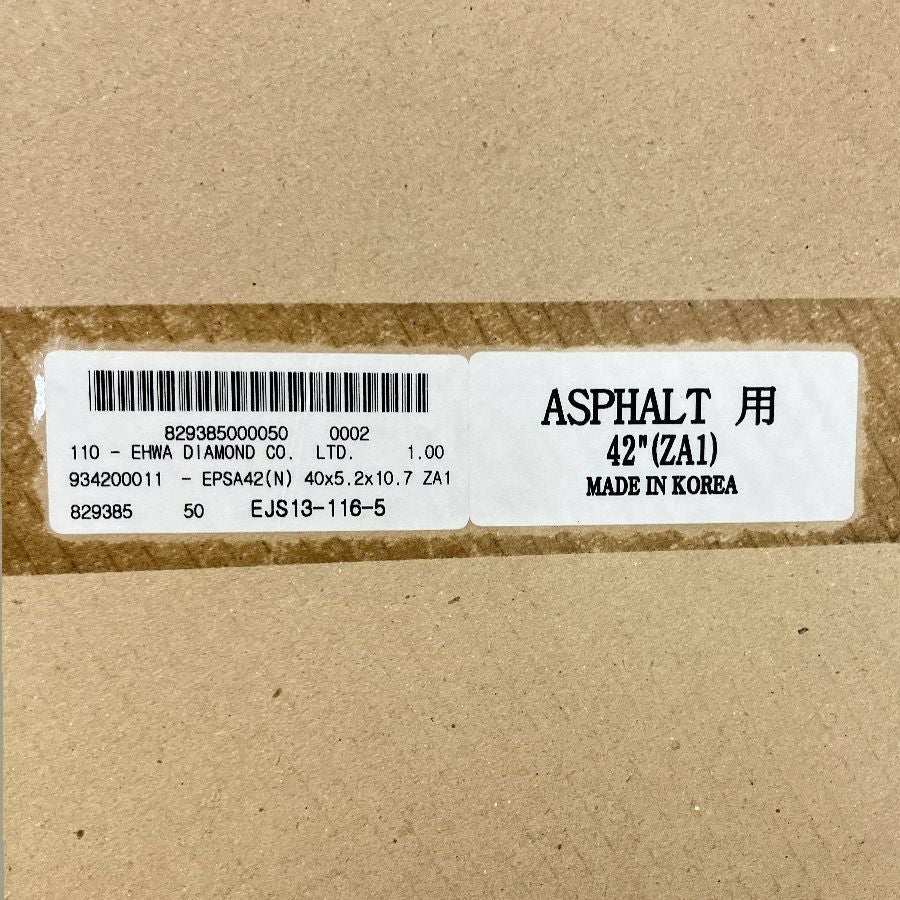 829385000050 0002
110 - EHWA DIAMOND CO. LTD. 1.00
934200011 - EPSA42(N) 40x5.2x10.7 ZA1
829385 50 EJS13-116-5
ASPHALT 用
42"(ZA1)
MADE IN KOREA